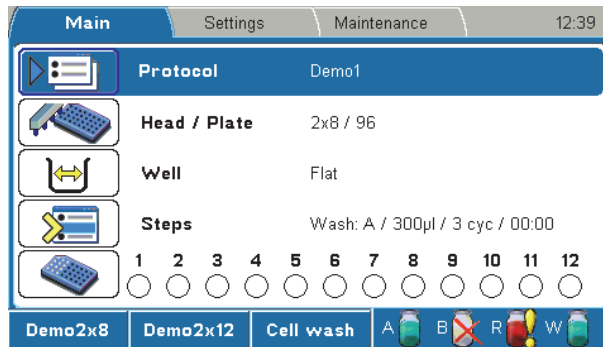 Main Settings Maintenance 12:39
Protocol Demo1
Head / Plate 2x8 / 96
Well Flat
Steps Wash: A / 300µl / 3 cyc / 00:00
1 2 3 4 5 6 7 8 9 10 11 12
Demo2x8 Demo2x12 Cell wash A B R W